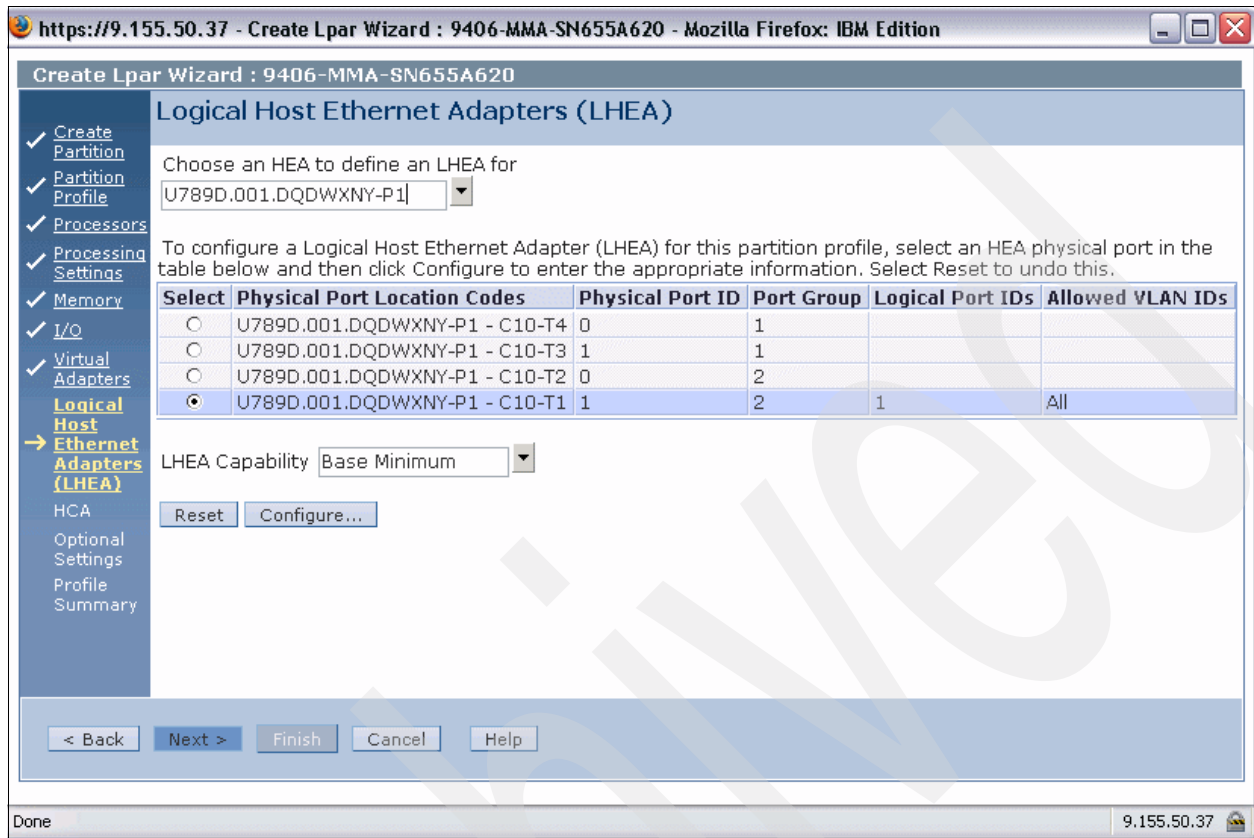 https://9.155.50.37 - Create Lpar Wizard : 9406-MMA-SN655A620 - Mozilla Firefox: IBM Edition
Create Lpar Wizard : 9406-MMA-SN655A620
Create
Partition
Partition
Profile
Processors
Processing
Settings
Memory
I/O
Virtual
Adapters
Logical
Host
Ethernet
Adapters
(LHEA)
HCA
Optional
Settings
Profile
Summary
Logical Host Ethernet Adapters (LHEA)
Choose an HEA to define an LHEA for
U789D.001.DQDWXNY-P1
To configure a Logical Host Ethernet Adapter (LHEA) for this partition profile, select an HEA physical port in the
table below and then click Configure to enter the appropriate information. Select Reset to undo this.
Select Physical Port Location Codes Physical Port ID Port Group Logical Port IDs Allowed VLAN IDs
U789D.001.DQDWXNY-P1 - C10-T4 0 1
U789D.001.DQDWXNY-P1 - C10-T3 1 1
U789D.001.DQDWXNY-P1 - C10-T2 0 2
U789D.001.DQDWXNY-P1 - C10-T1 1 2 1 All
LHEA Capability Base Minimum
Reset Configure...
< Back Next > Finish Cancel Help
Done 9.155.50.37